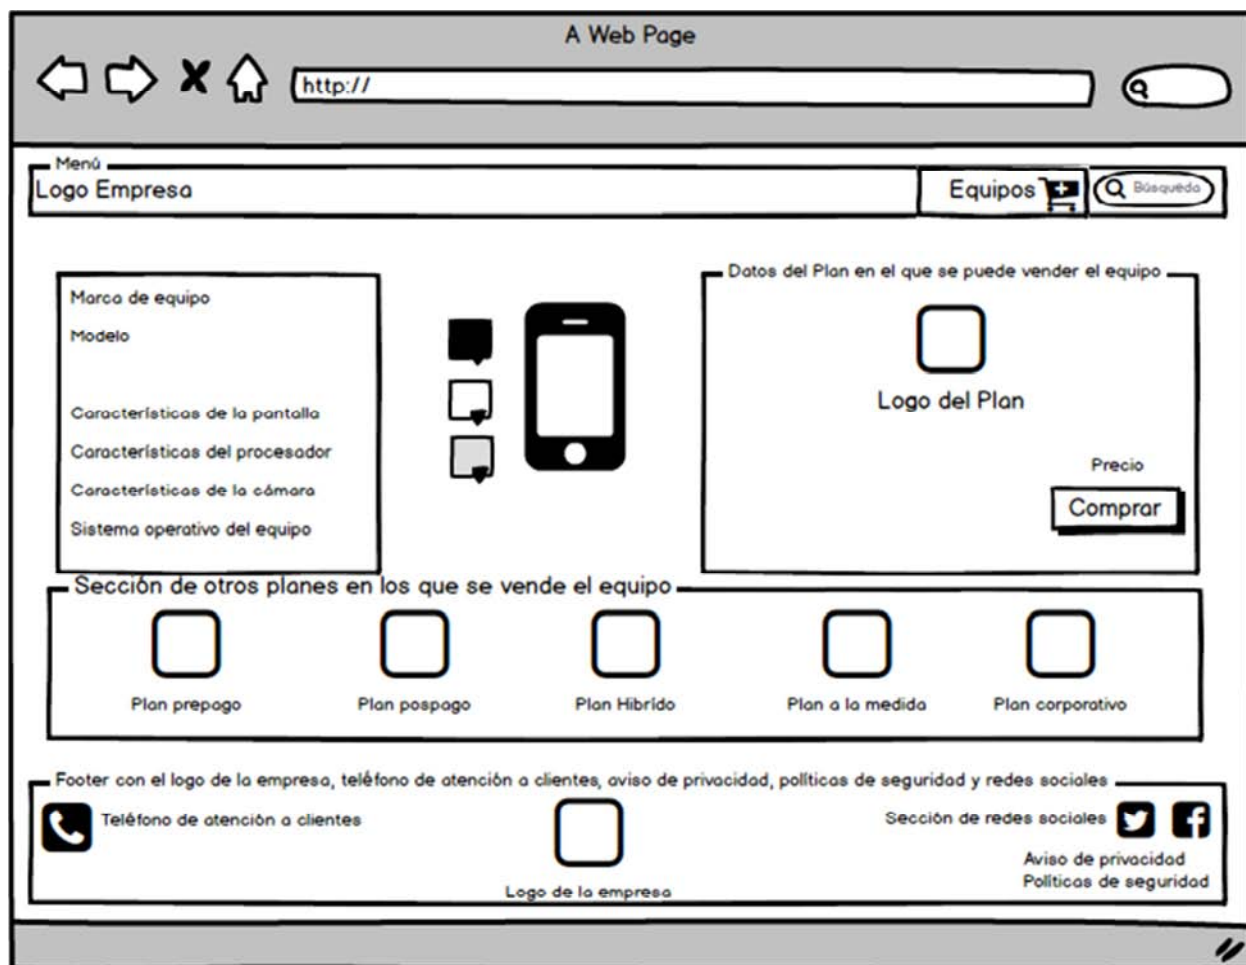 A Web Page
http://
Menú
Logo Empresa
Equipos
Búsqueda
Marca de equipo
Modelo
Características de la pantalla
Características del procesador
Características de la cámara
Sistema operativo del equipo
Datos del Plan en el que se puede vender el equipo
Logo del Plan
Precio
Comprar
Sección de otros planes en los que se vende el equipo
Plan prepago
Plan pospago
Plan Hibrído
Plan a la medida
Plan corporativo
Footer con el logo de la empresa, teléfono de atención a clientes, aviso de privacidad, políticas de seguridad y redes sociales
Teléfono de atención a clientes
Logo de la empresa
Sección de redes sociales
Aviso de privacidad
Políticas de seguridad